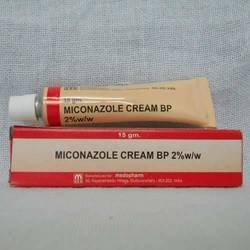 15 gm.
MICONAZOLE CREAM BP
2%w/w
15 gm.
MICONAZOLE CREAM BP 2%w/w
medopharm